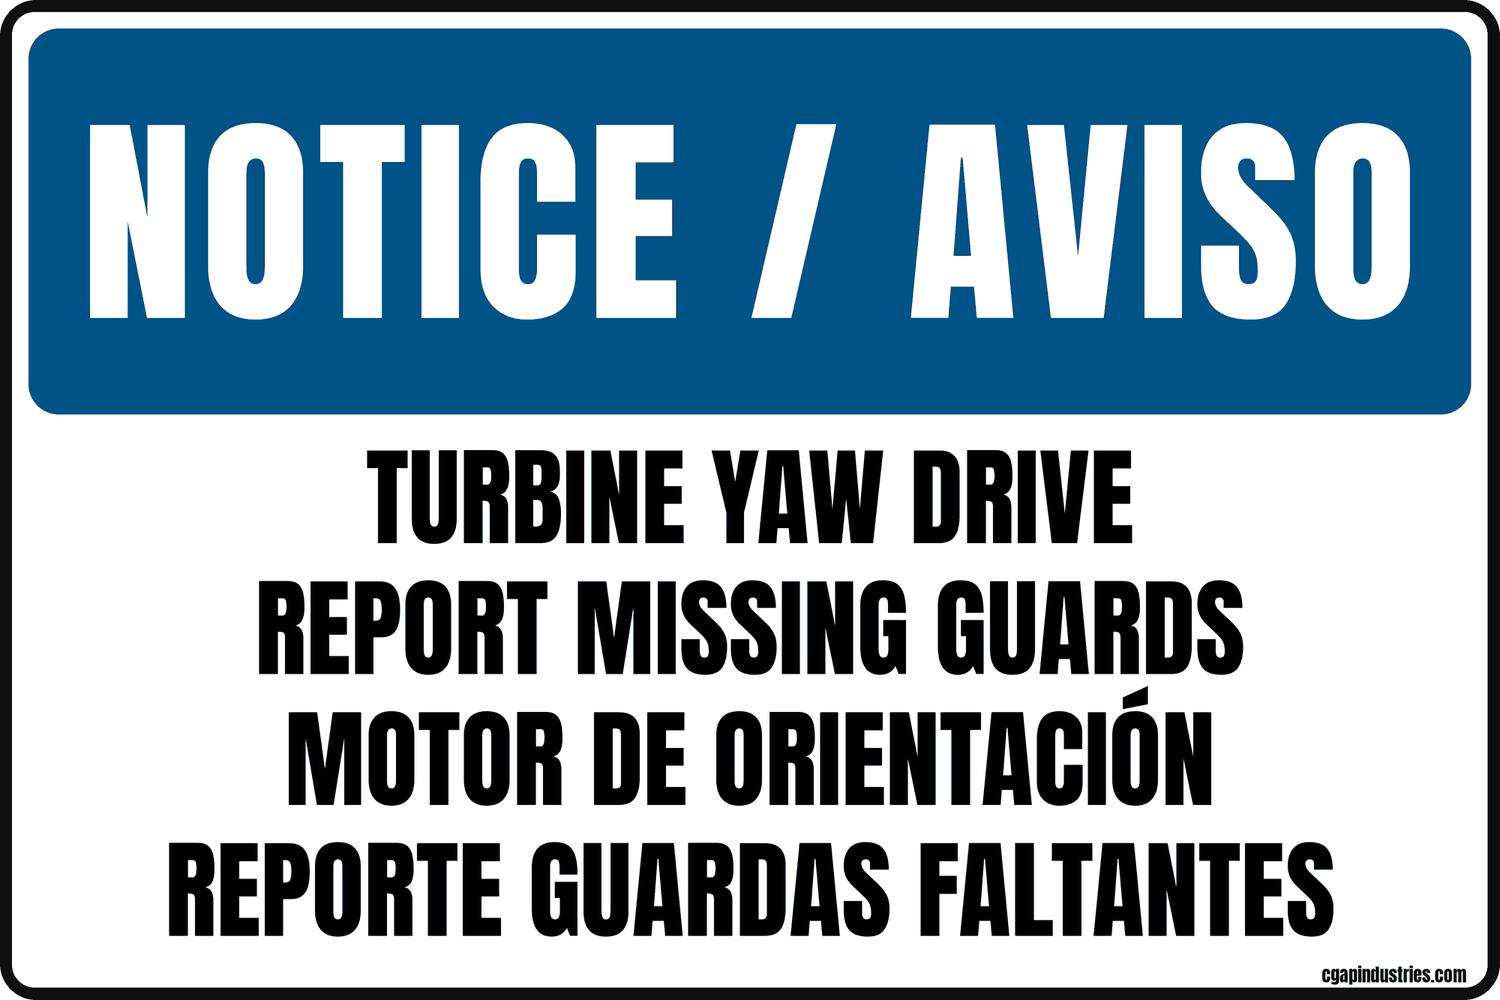 NOTICE / AVISO
TURBINE YAW DRIVE
REPORT MISSING GUARDS
MOTOR DE ORIENTACIÓN
REPORTE GUARDAS FALTANTES
cgapindustries.com